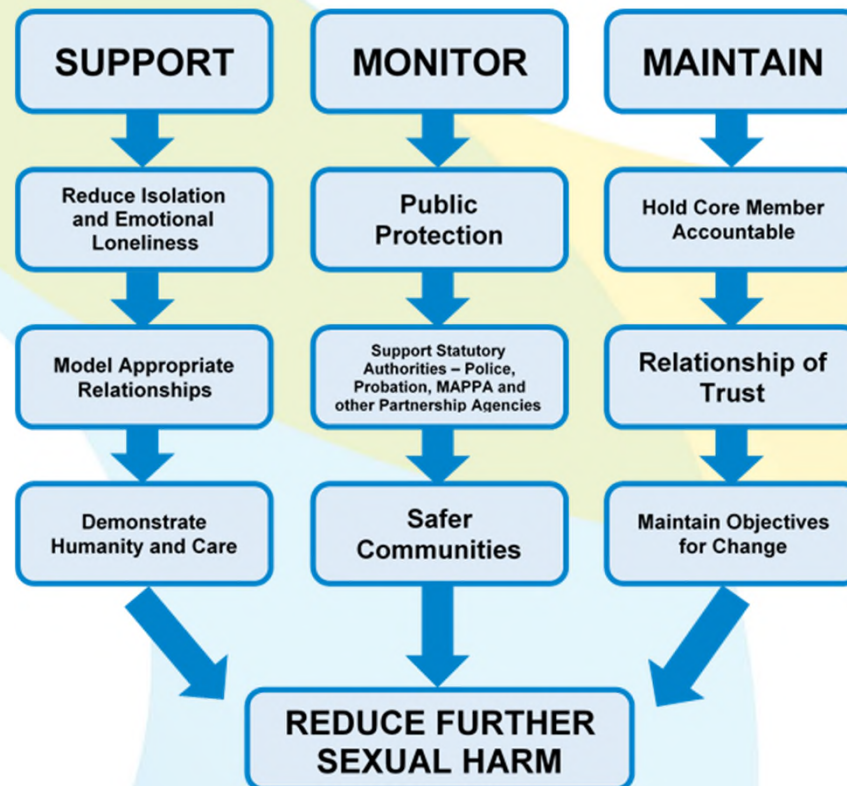 SUPPORT
MONITOR
MAINTAIN
Reduce Isolation
and Emotional
Loneliness
Public
Protection
Hold Core Member
Accountable
Model Appropriate
Relationships
Support Statutory
Authorities – Police,
Probation, MAPPA and
other Partnership Agencies
Relationship of
Trust
Demonstrate
Humanity and Care
Safer
Communities
Maintain Objectives
for Change
REDUCE FURTHER
SEXUAL HARM